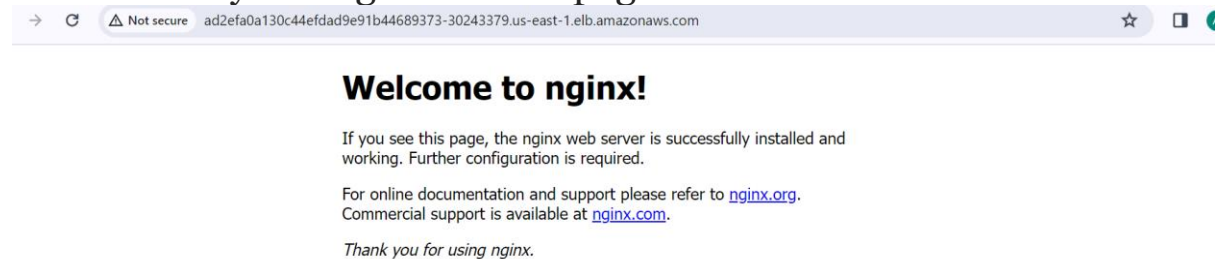 Not secure ad2efa0a130c44efdad9e91b44689373-30243379.us-east-1.elb.amazonaws.com
Welcome to nginx!
If you see this page, the nginx web server is successfully installed and
working. Further configuration is required.
For online documentation and support please refer to nginx.org.
Commercial support is available at nginx.com.
Thank you for using nginx.